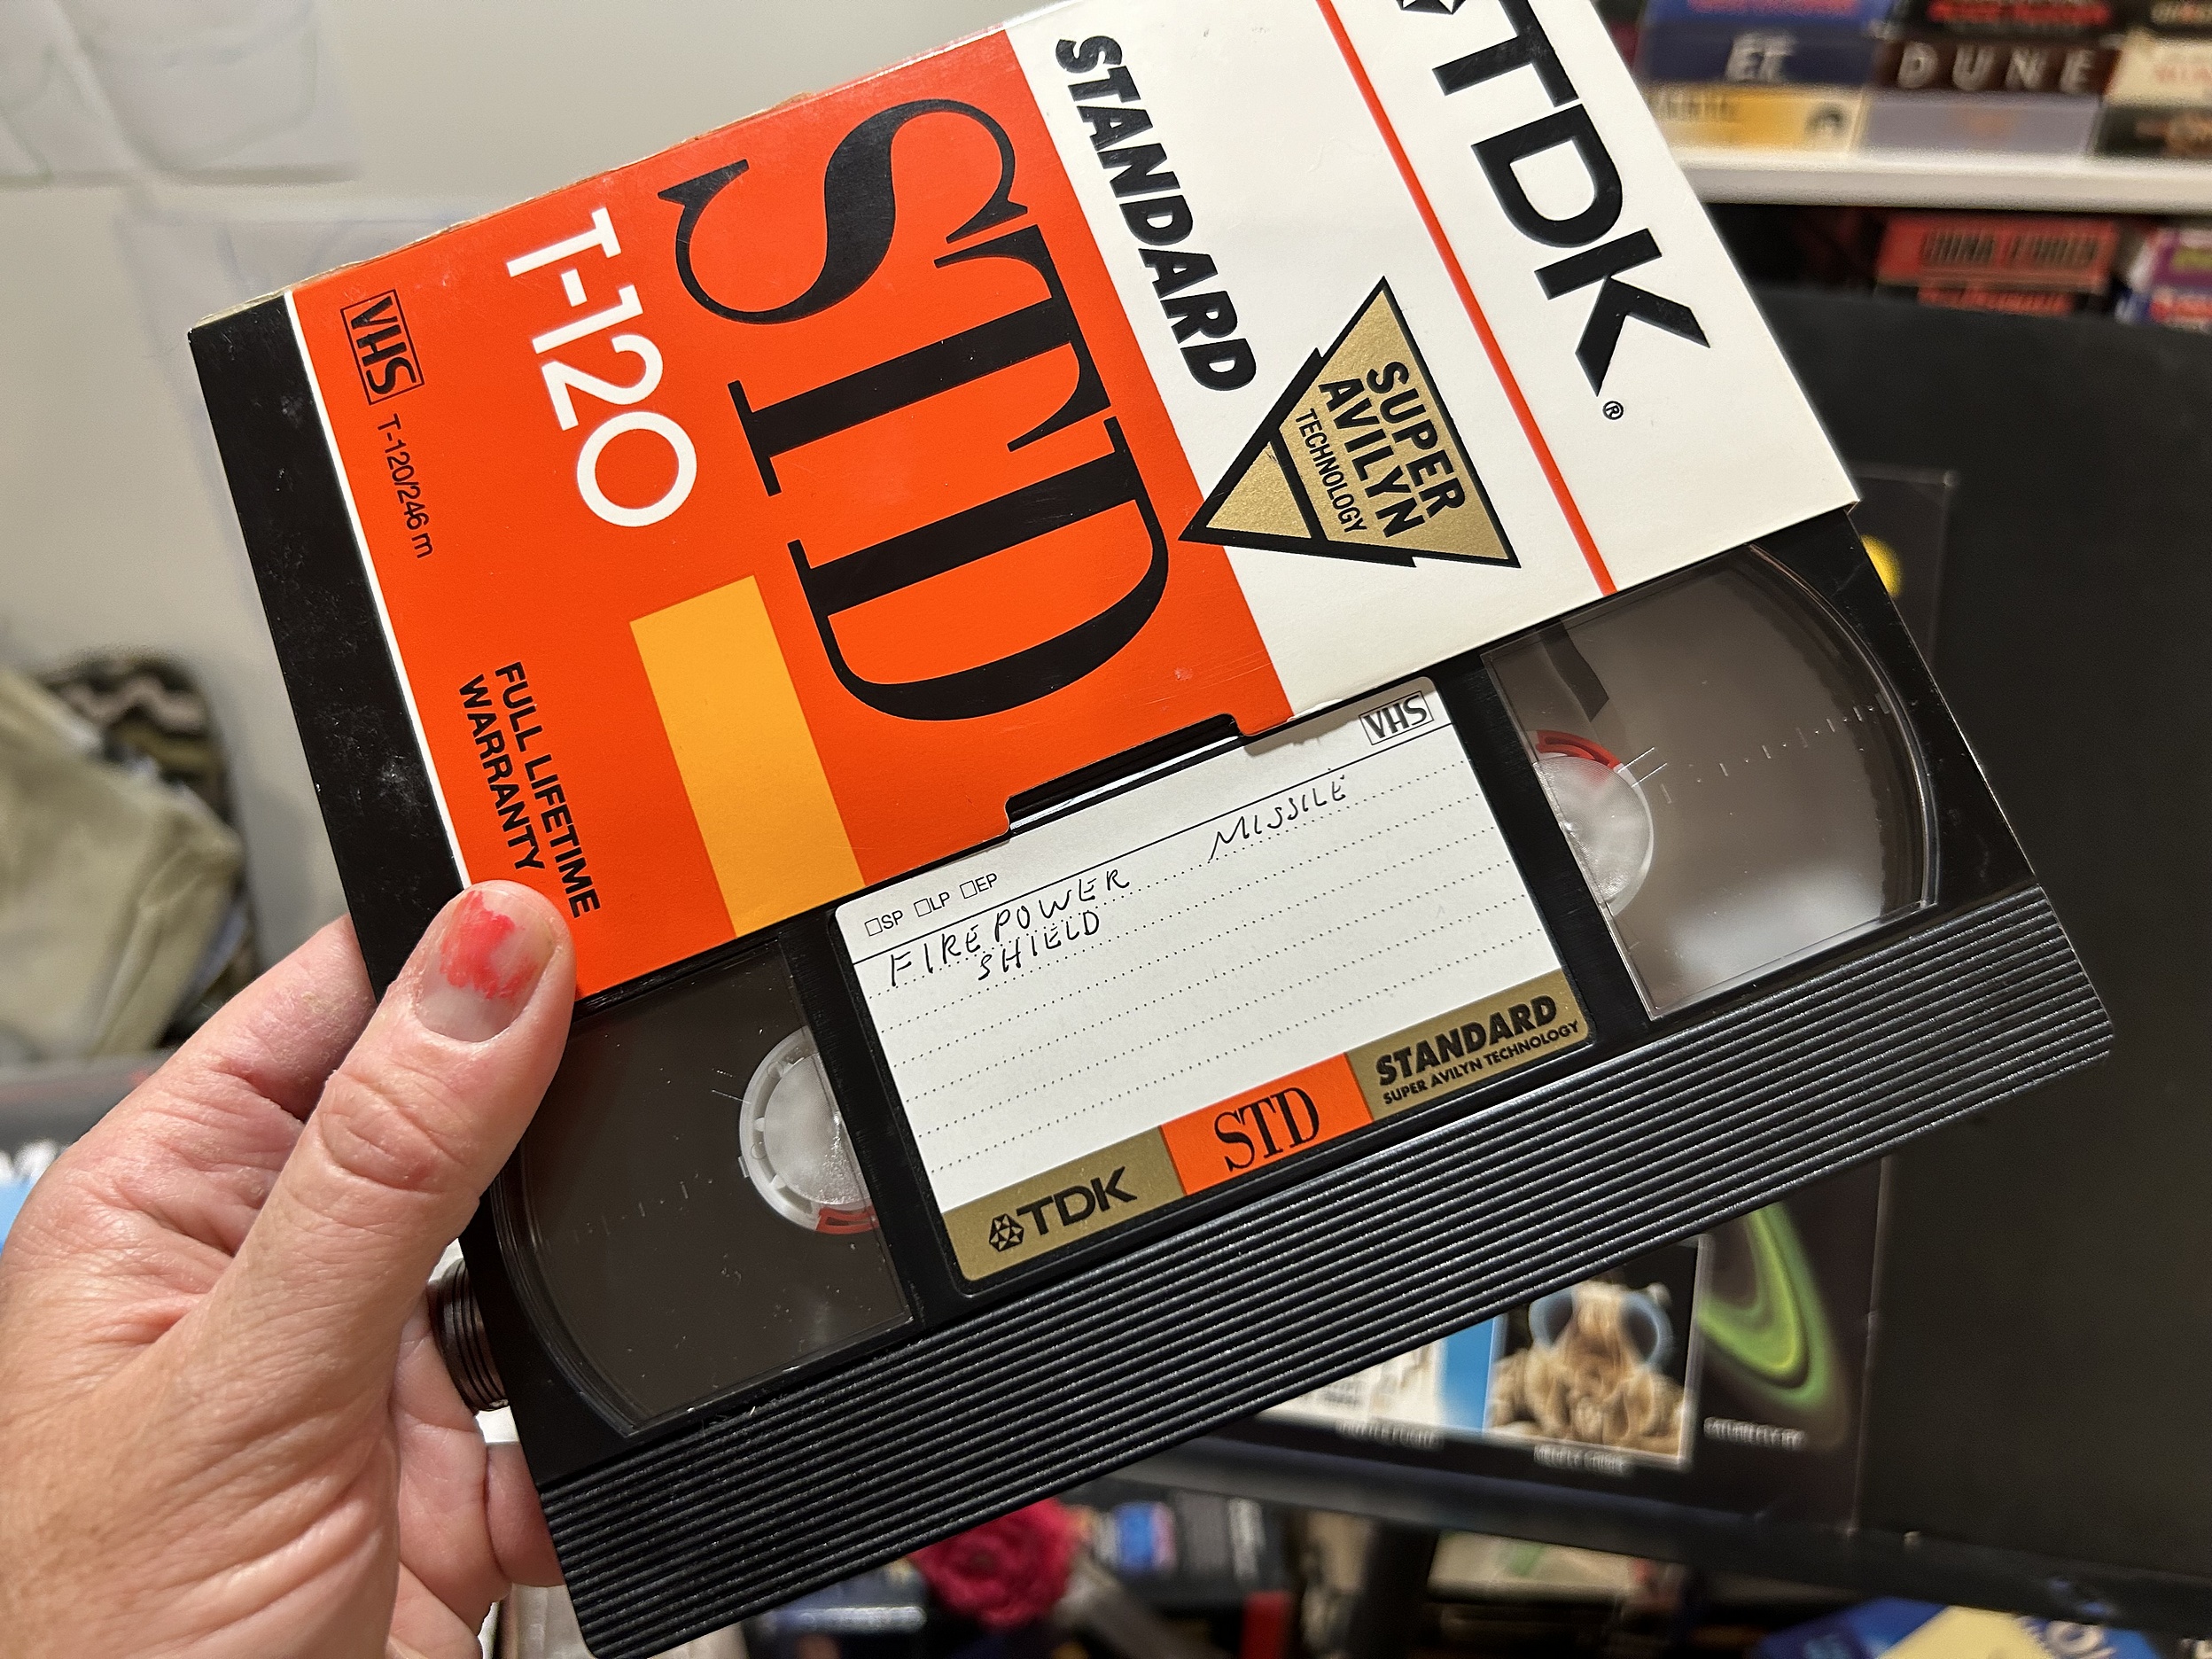 TDK®
SUPER
AVILYN
TECHNOLOGY
STANDARD
STD
T-120
VHS T-120/246 m
FULL LIFETIME
WARRANTY
VHS
□SP □LP □EP
FIREPOWER MISSILE
SHIELD
TDK STD STANDARD
SUPER AVILYN TECHNOLOGY
ET
DUNE